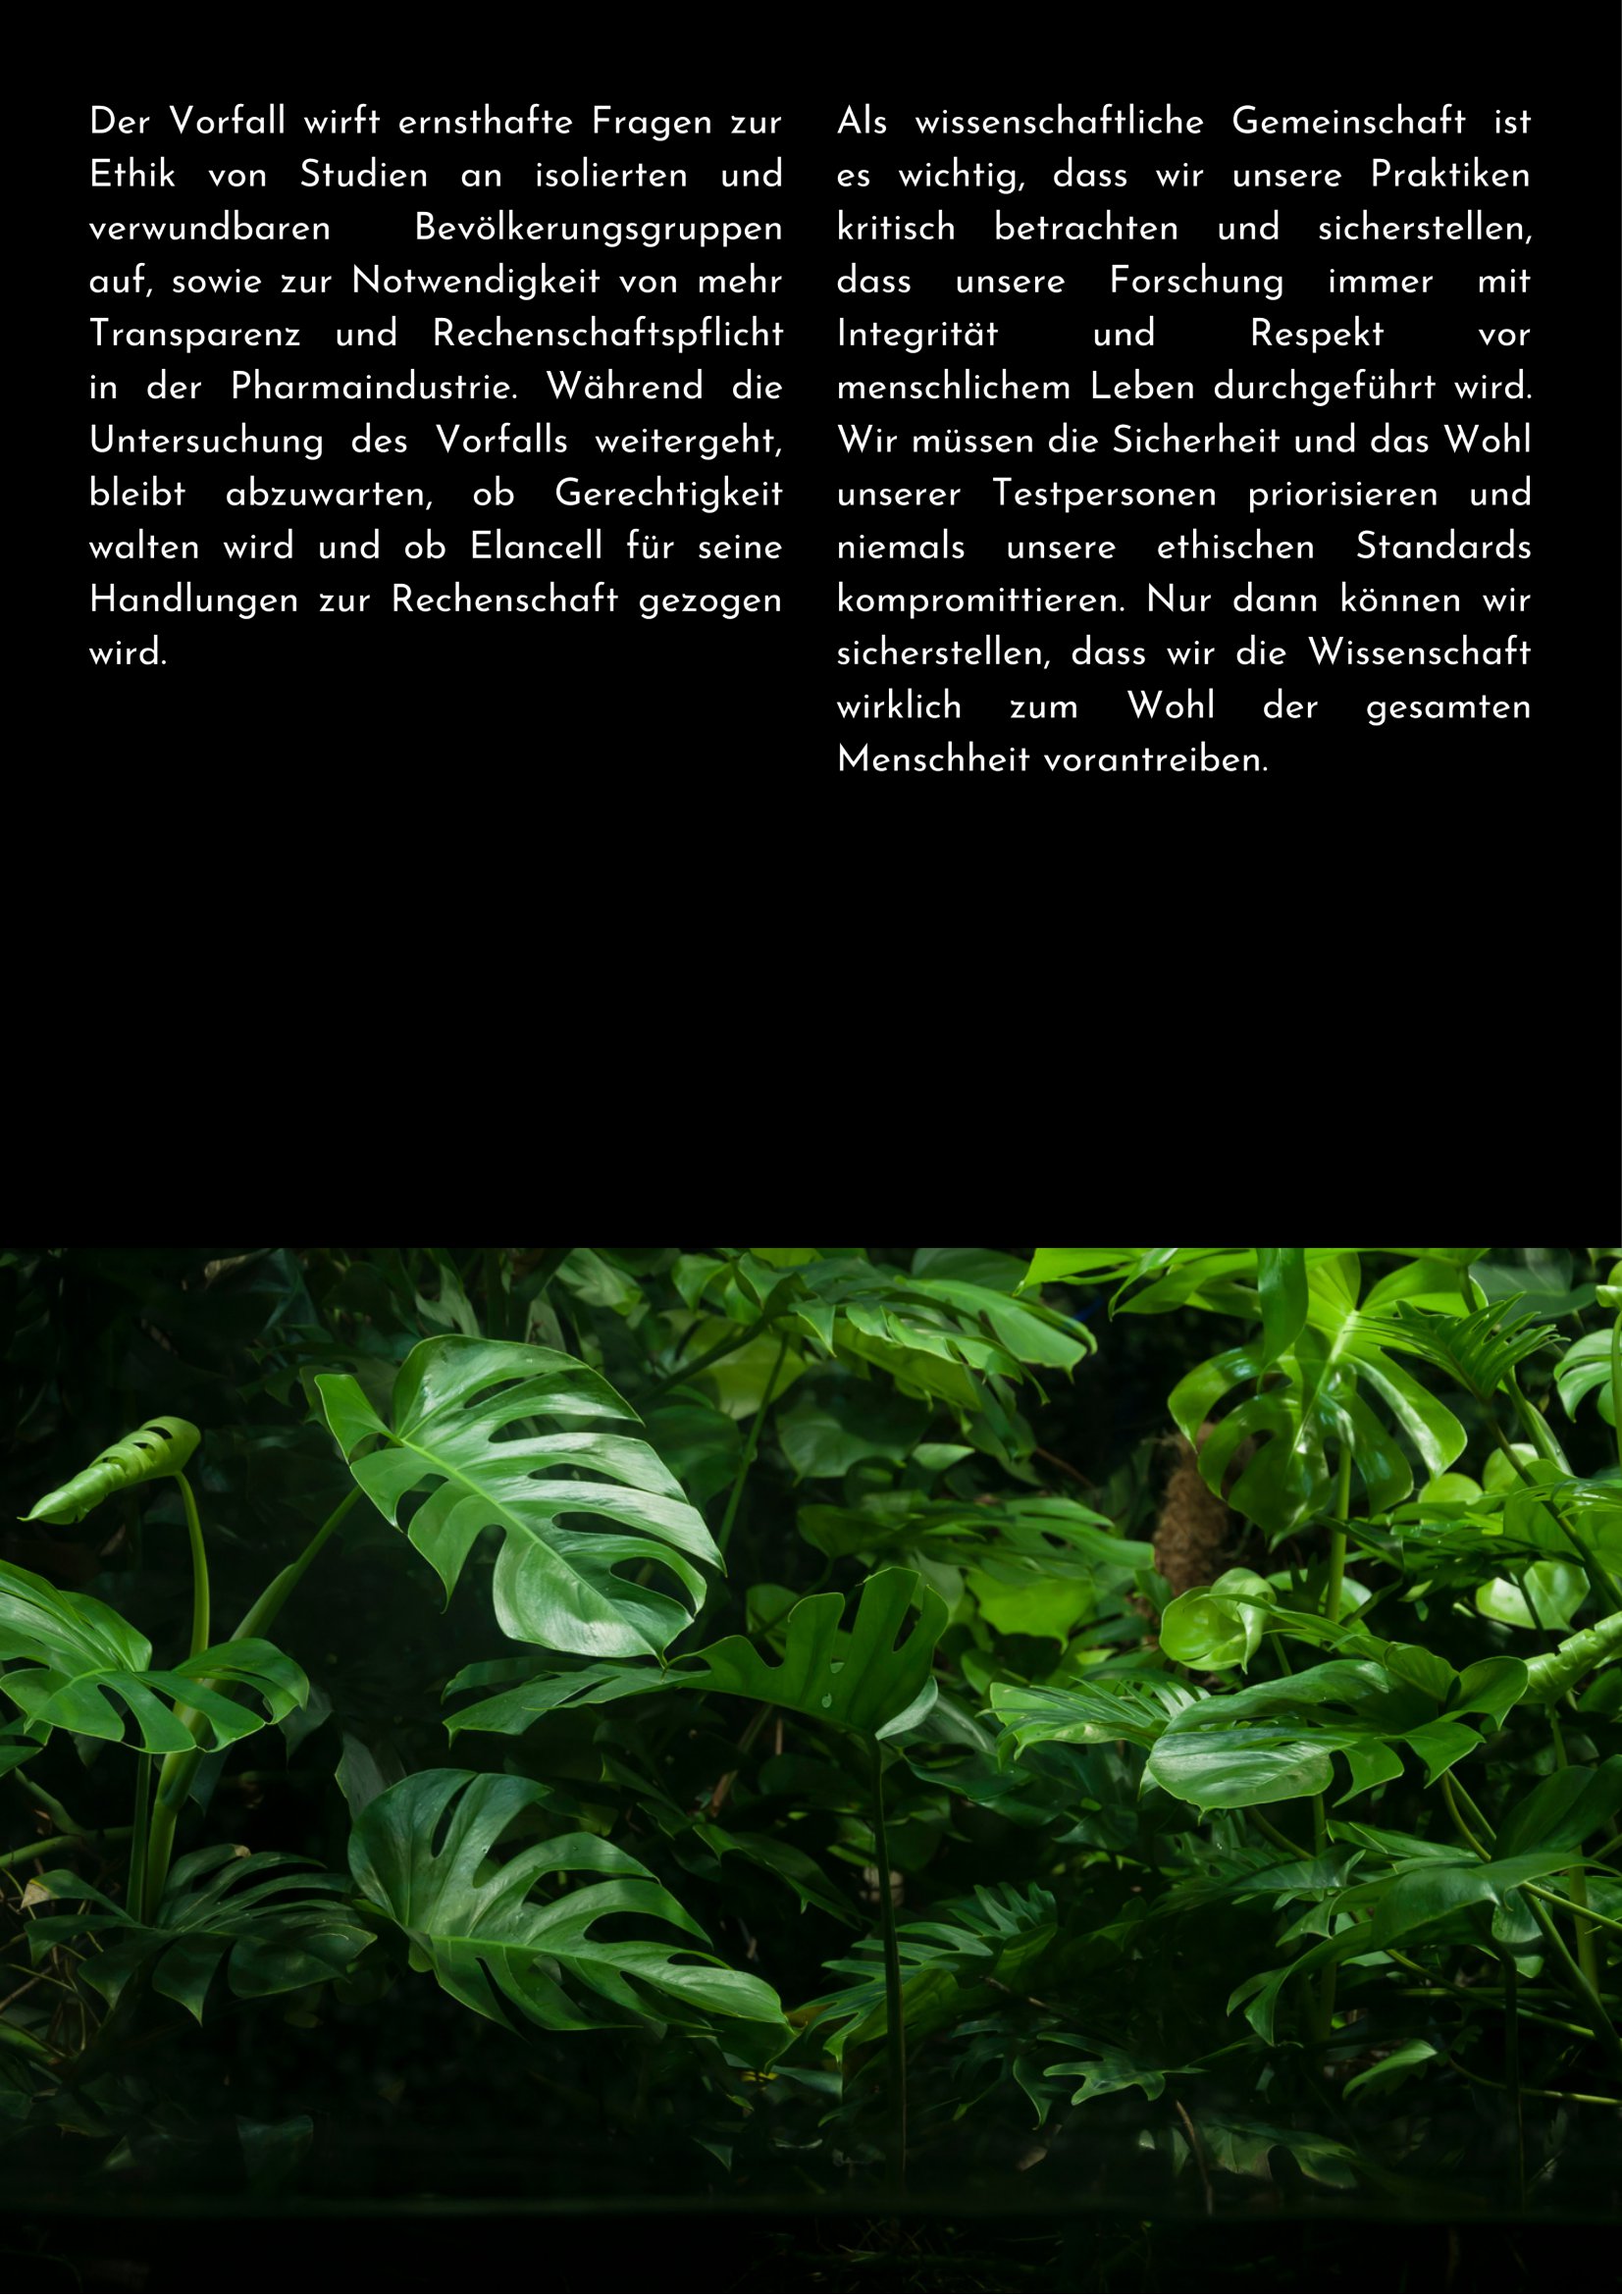 Der Vorfall wirft ernsthafte Fragen zur
Ethik von Studien an isolierten und
verwundbaren Bevölkerungsgruppen
auf, sowie zur Notwendigkeit von mehr
Transparenz und Rechenschaftspflicht
in der Pharmaindustrie. Während die
Untersuchung des Vorfalls weitergeht,
bleibt abzuwarten, ob Gerechtigkeit
walten wird und ob Elancell für seine
Handlungen zur Rechenschaft gezogen
wird.
Als wissenschaftliche Gemeinschaft ist
es wichtig, dass wir unsere Praktiken
kritisch betrachten und sicherstellen,
dass unsere Forschung immer mit
Integrität und Respekt vor
menschlichem Leben durchgeführt wird.
Wir müssen die Sicherheit und das Wohl
unserer Testpersonen priorisieren und
niemals unsere ethischen Standards
kompromittieren. Nur dann können wir
sicherstellen, dass wir die Wissenschaft
wirklich zum Wohl der gesamten
Menschheit vorantreiben.